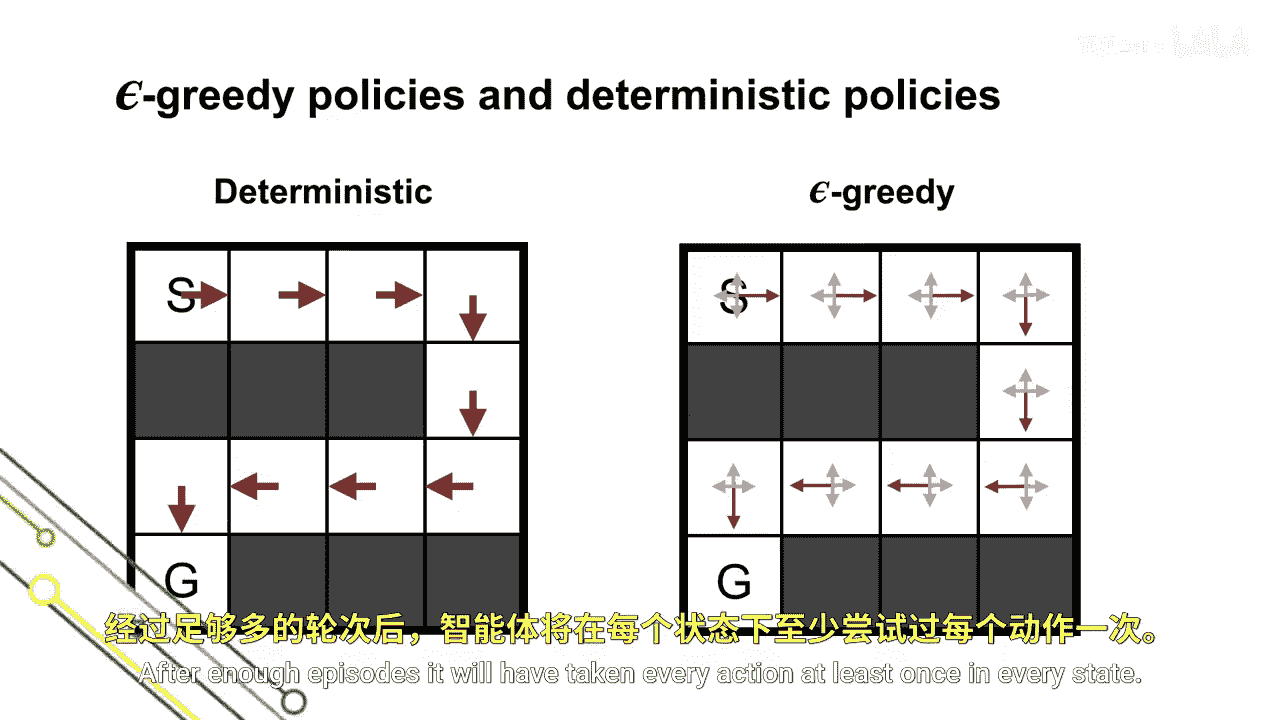 ϵ-greedy policies and deterministic policies
Deterministic
ϵ-greedy
S
S
G
G
经过足够多的轮次后，智能体将在每个状态下至少尝试过每个动作一次。
After enough episodes it will have taken every action at least once in every state.